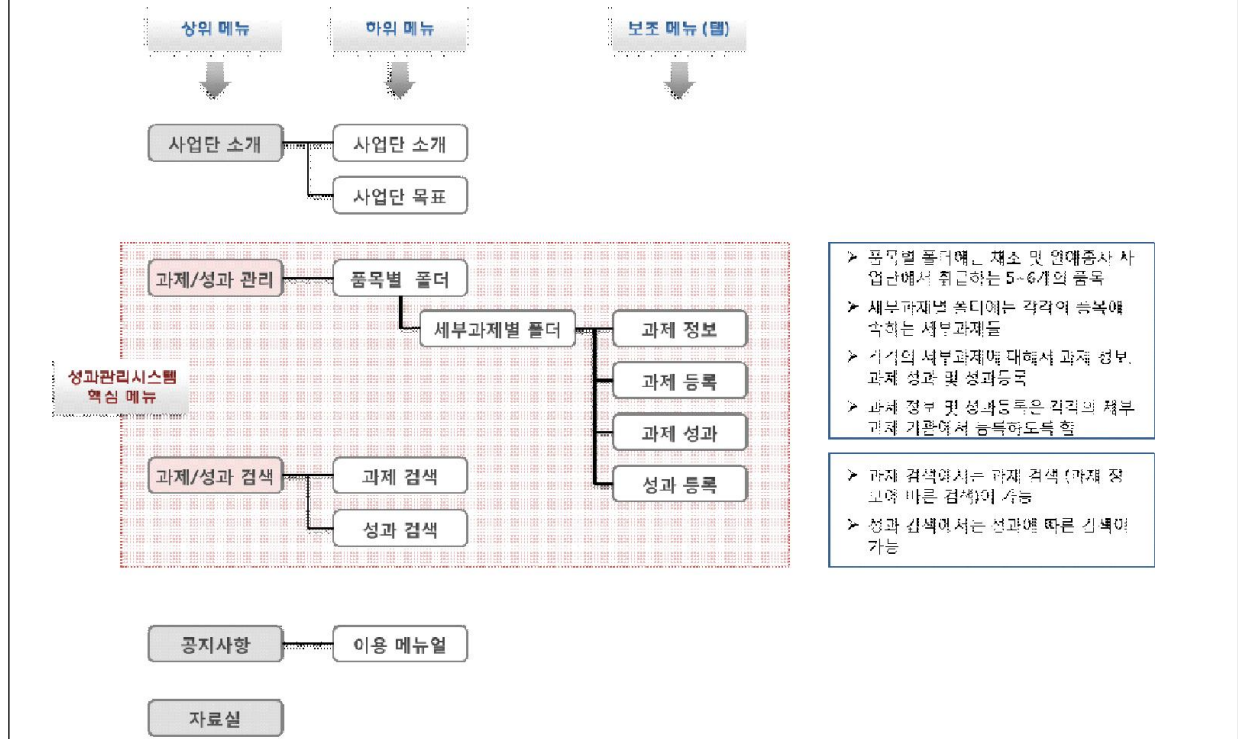 상위 메뉴
하위 메뉴
보조 메뉴 (탭)
사업단 소개
사업단 소개
사업단 목표
과제/성과 관리
품목별 폴더
세부과제별 폴더
과제 정보
과제 등록
과제 성과
성과 등록
성과관리시스템
핵심 메뉴
과제/성과 검색
과제 검색
성과 검색
➢ 품목별 폴더에는 채소 및 원예종자 사
업단에서 취급하는 5~6개의 품목
➢ 세부과제별 폴더에는 각각의 품목에
속하는 세부과제들
➢ 각각의 세부과제에 대해서 과제 정보,
과제 성과 및 성과등록
➢ 과제 정보 및 성과등록은 각각의 세부
과제 기관에서 등록하도록 함
➢ 과제 검색에서는 과제 검색 (과제 정
보에 따른 검색)이 가능
➢ 성과 검색에서는 성과에 따른 검색이
가능
공지사항
이용 메뉴얼
자료실